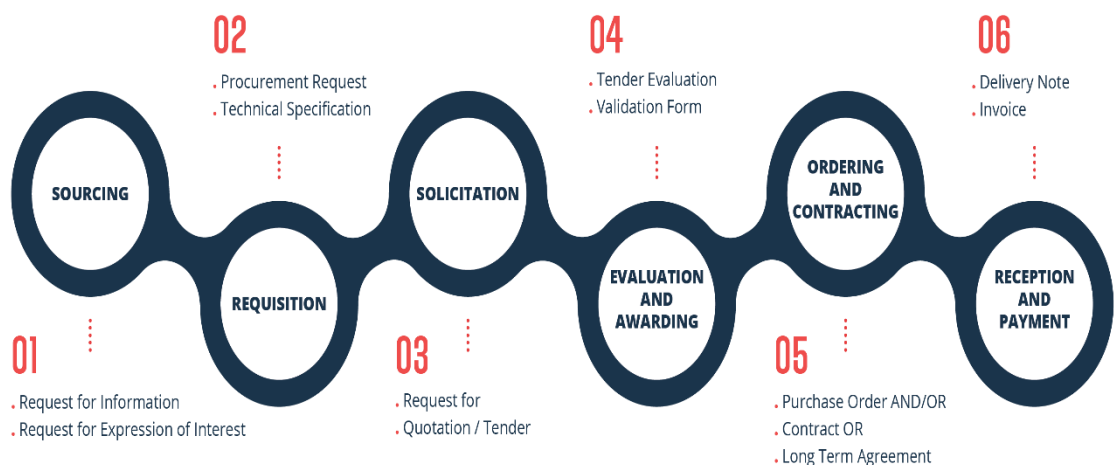 02
. Procurement Request
. Technical Specification
04
. Tender Evaluation
. Validation Form
06
. Delivery Note
. Invoice
SOURCING
REQUISITION
SOLICITATION
EVALUATION
AND
AWARDING
ORDERING
AND
CONTRACTING
RECEPTION
AND
PAYMENT
01
. Request for Information
. Request for Expression of Interest
03
. Request for
. Quotation / Tender
05
. Purchase Order AND/OR
. Contract OR
. Long Term Agreement